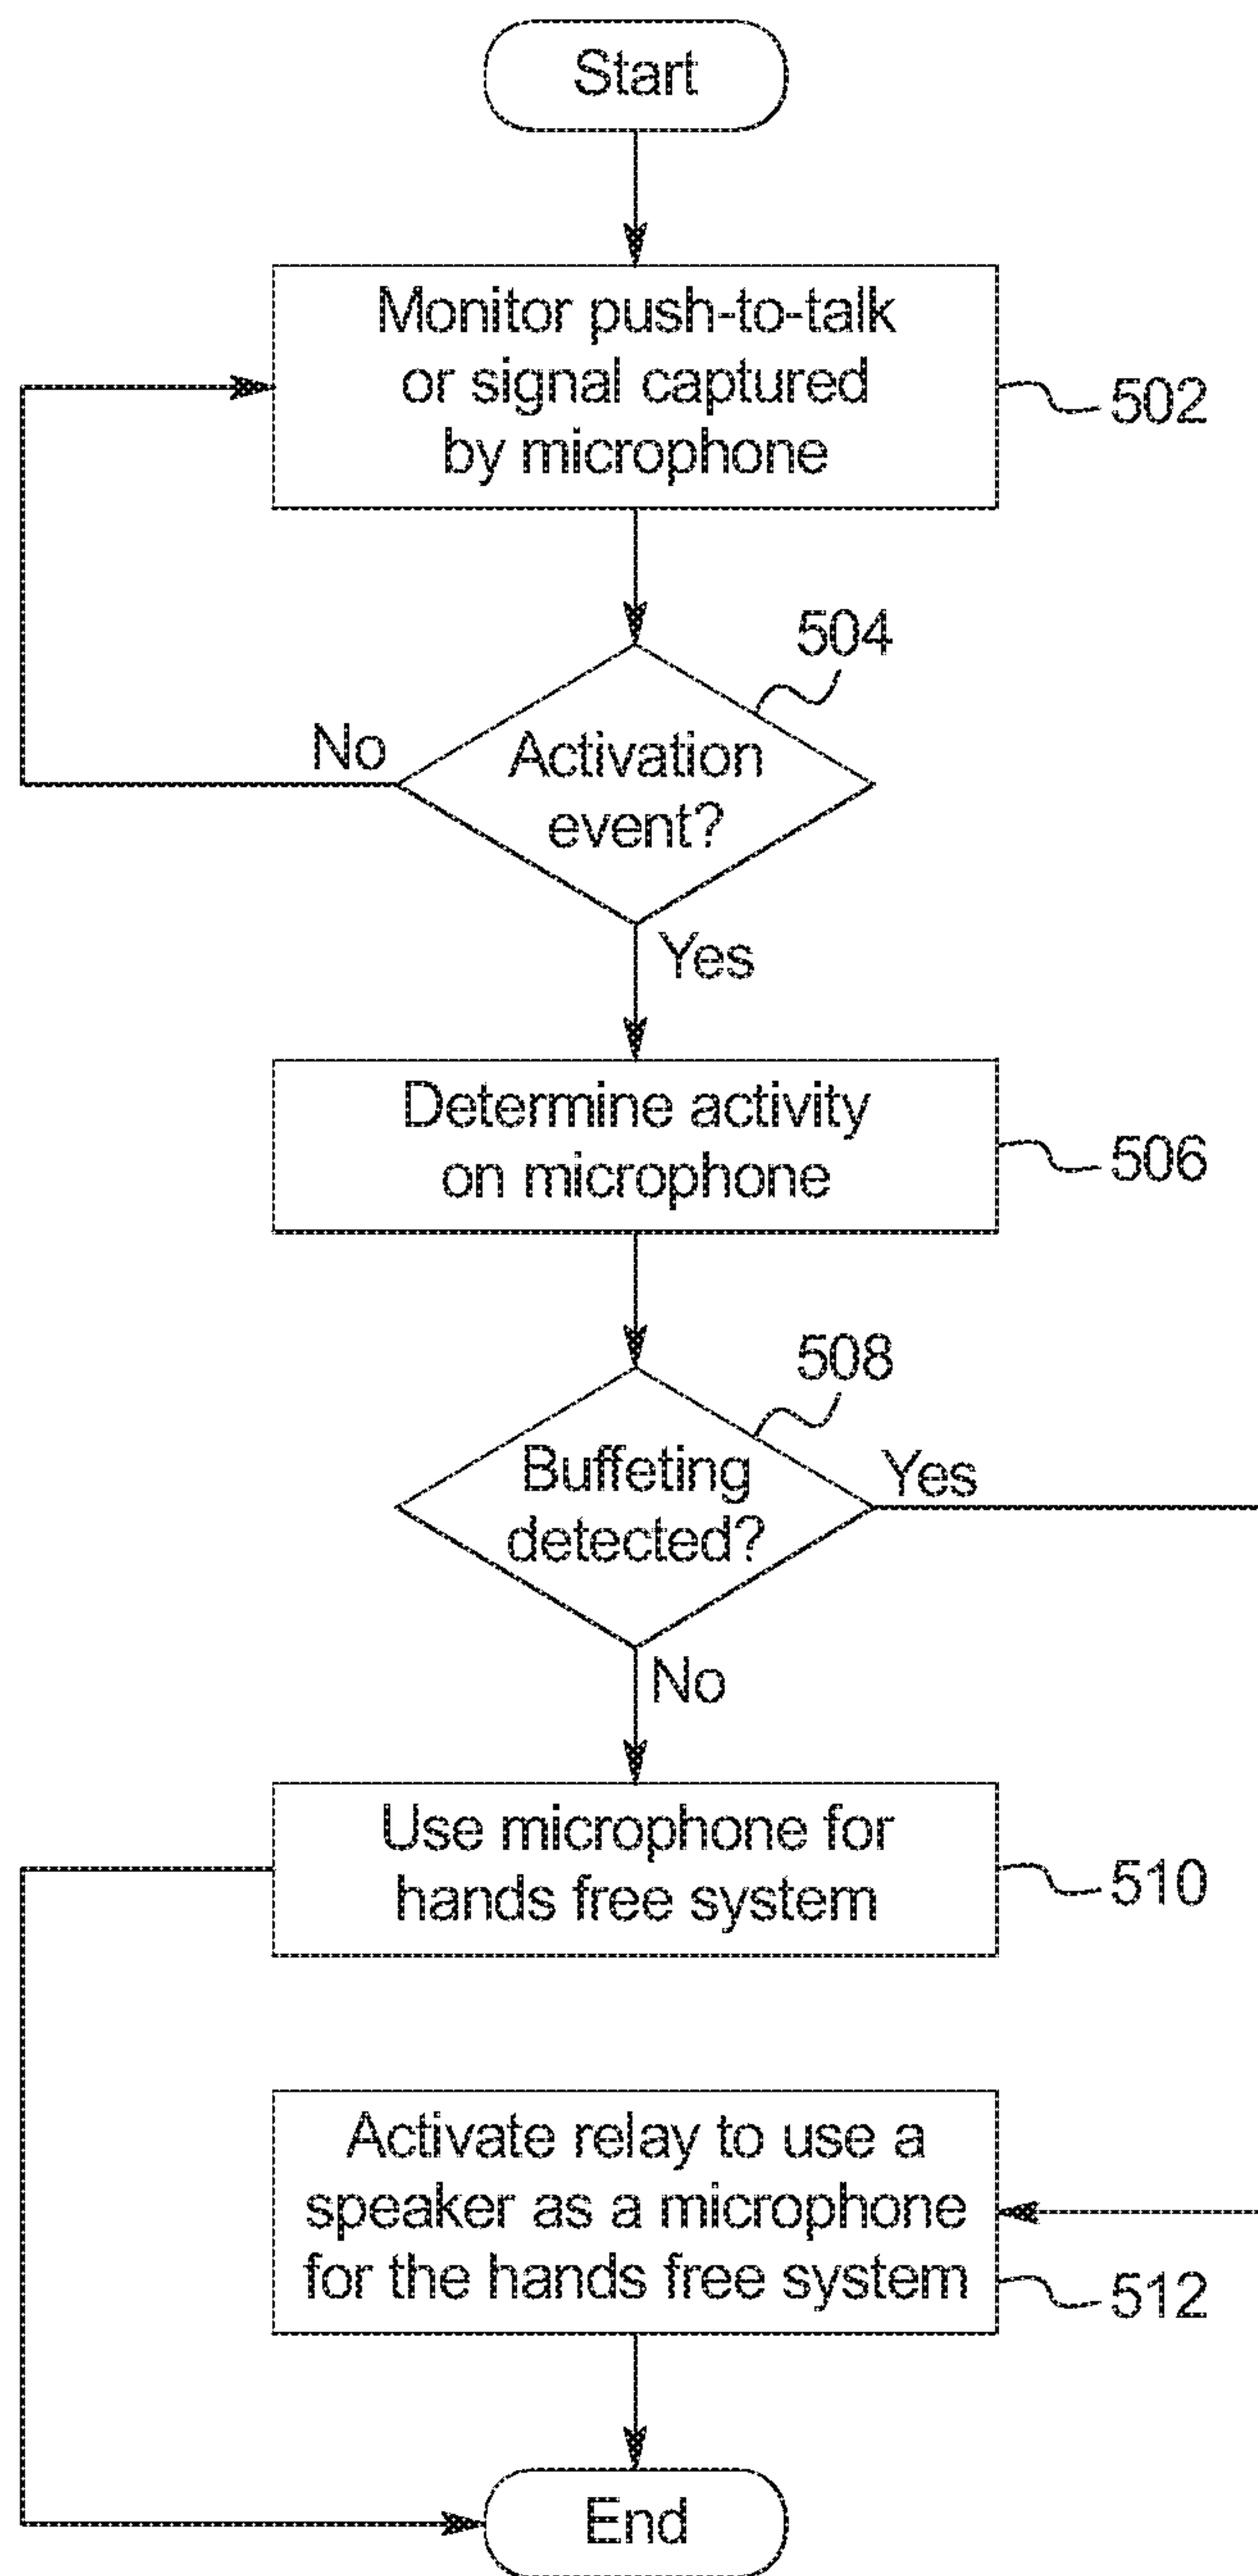 Start
Monitor push-to-talk
or signal captured
by microphone
502
504
No
Activation
event?
Yes
Determine activity
on microphone
506
508
Buffeting
detected?
Yes
No
Use microphone for
hands free system
510
Activate relay to use a
speaker as a microphone
for the hands free system
512
End